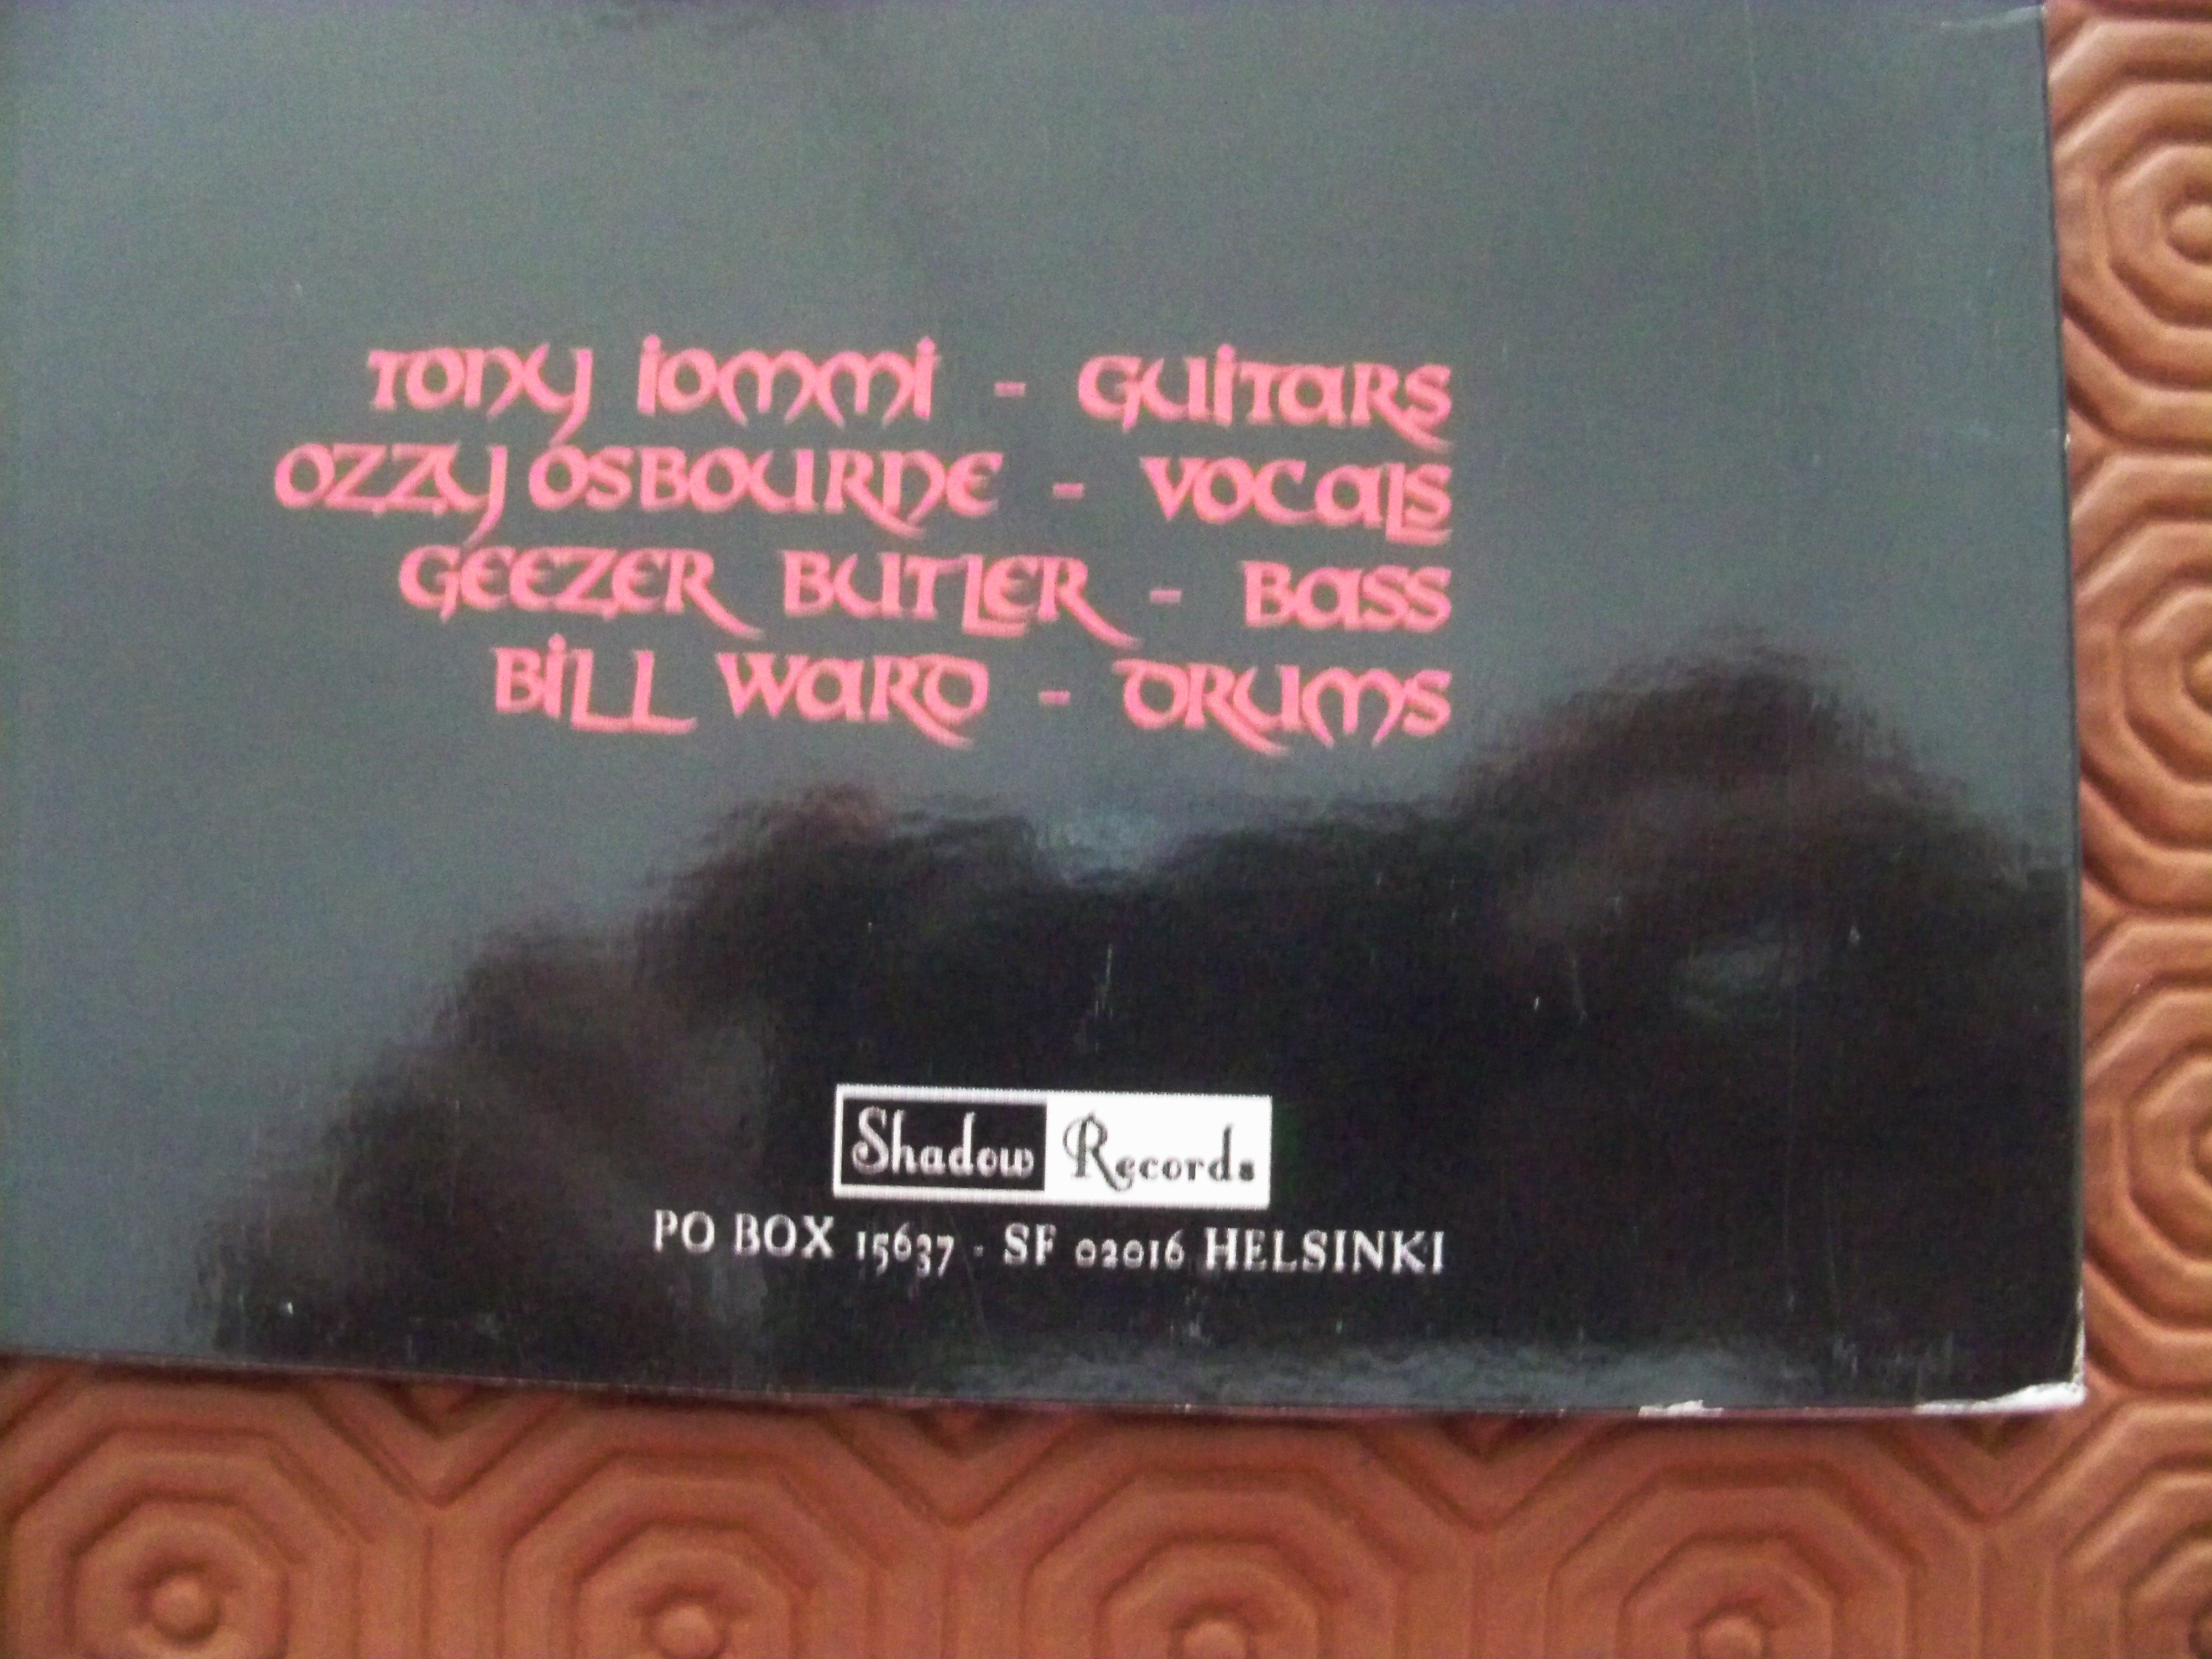 Tony Iommi - Guitars
Ozzy Osbourne - Vocals
Geezer Butler - Bass
Bill Ward - Drums
Shadow Records
PO BOX 15637 - SF 02016 HELSINKI